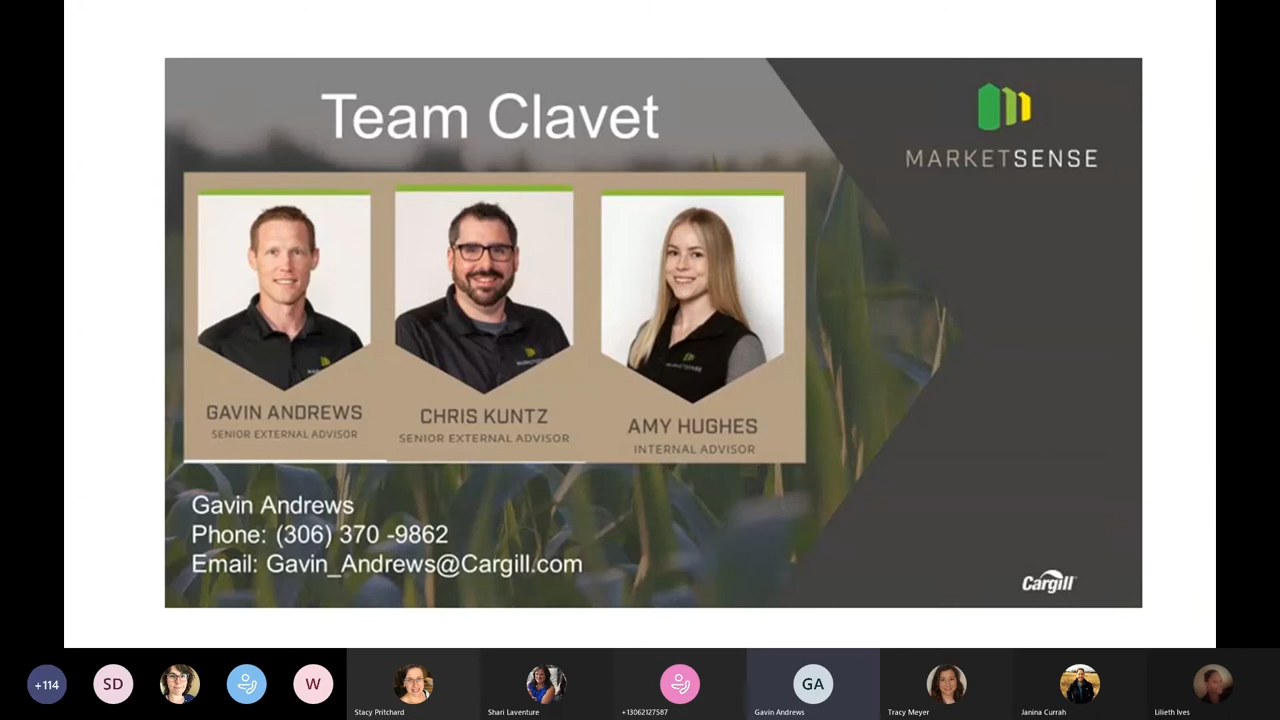 Team Clavet
MARKETSENSE
GAVIN ANDREWS
SENIOR EXTERNAL ADVISOR
CHRIS KUNTZ
SENIOR EXTERNAL ADVISOR
AMY HUGHES
INTERNAL ADVISOR
Gavin Andrews
Phone: (306) 370 -9862
Email: Gavin_Andrews@Cargill.com
Cargill
+114
SD
W
GA
Stacy Pritchard
Shari Laventure
+13062127587
Gavin Andrews
Tracy Meyer
Janina Currah
Lilieth Ives